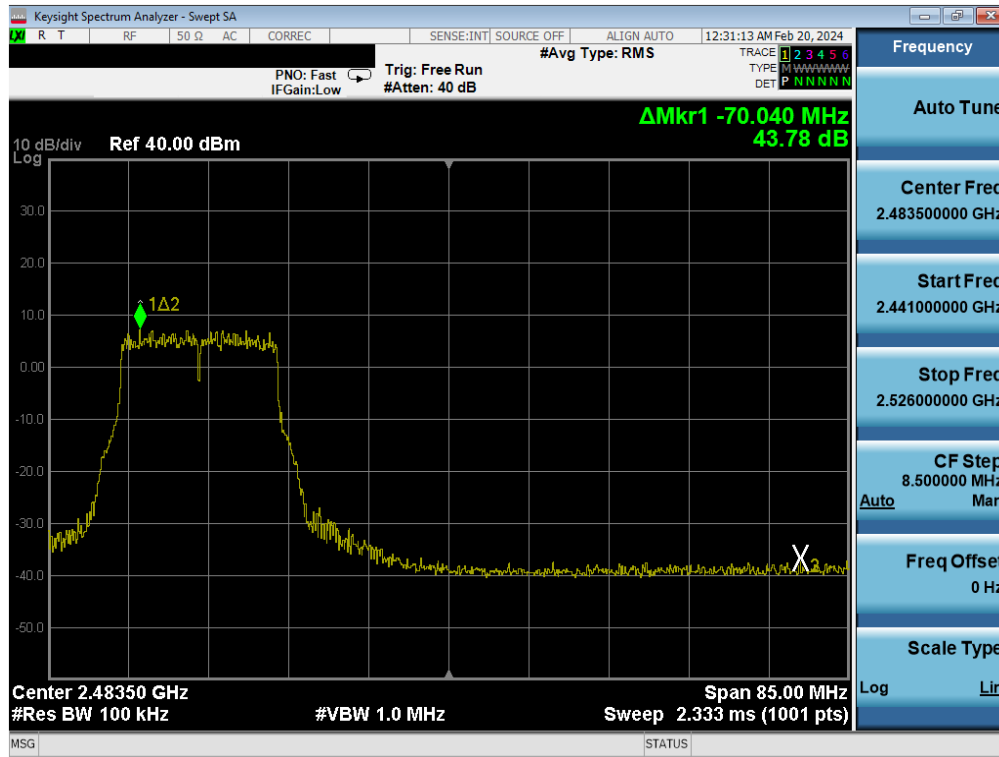 Keysight Spectrum Analyzer - Swept SA
LXI R T RF 50 Ω AC CORREC SENSE:INT SOURCE OFF ALIGN AUTO 12:31:13 AM Feb 20, 2024
#Avg Type: RMS
TRACE 1 2 3 4 5 6
PNO: Fast
Trig: Free Run
TYPE M WWWWW
IFGain:Low
#Atten: 40 dB
DET P N N N N N
ΔMkr1 -70.040 MHz
43.78 dB
10 dB/div Ref 40.00 dBm
Log
30.0
20.0
1Δ2
10.0
0.00
-10.0
-20.0
-30.0
-40.0
-50.0
X
Center 2.48350 GHz Span 85.00 MHz
#Res BW 100 kHz #VBW 1.0 MHz Sweep 2.333 ms (1001 pts)
MSG STATUS
Frequency
Auto Tune
Center Freq
2.483500000 GHz
Start Freq
2.441000000 GHz
Stop Freq
2.526000000 GHz
CF Step
8.500000 MHz
Auto Man
Freq Offset
0 Hz
Scale Type
Log Lin